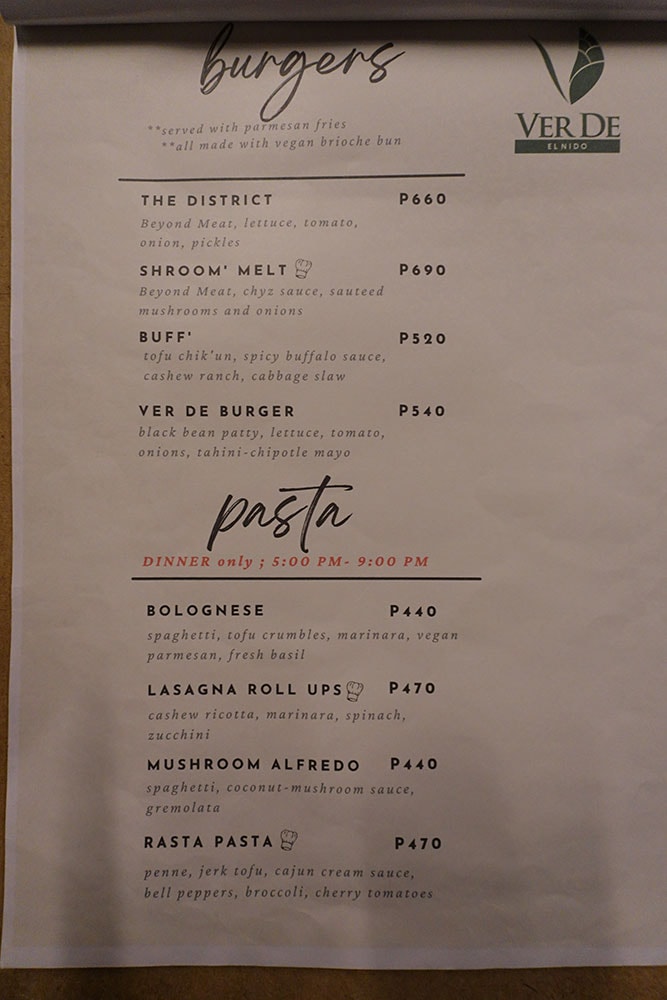 burgers
VER DE
EL NIDO
**served with parmesan fries
**all made with vegan brioche bun
THE DISTRICT P660
Beyond Meat, lettuce, tomato,
onion, pickles
SHROOM' MELT P690
Beyond Meat, chyz sauce, sauteed
mushrooms and onions
BUFF' P520
tofu chik'un, spicy buffalo sauce,
cashew ranch, cabbage slaw
VER DE BURGER P540
black bean patty, lettuce, tomato,
onions, tahini-chipotle mayo
pasta
DINNER only ; 5:00 PM- 9:00 PM
BOLOGNESE P440
spaghetti, tofu crumbles, marinara, vegan
parmesan, fresh basil
LASAGNA ROLL UPS P470
cashew ricotta, marinara, spinach,
zucchini
MUSHROOM ALFREDO P440
spaghetti, coconut-mushroom sauce,
gremolata
RASTA PASTA P470
penne, jerk tofu, cajun cream sauce,
bell peppers, broccoli, cherry tomatoes